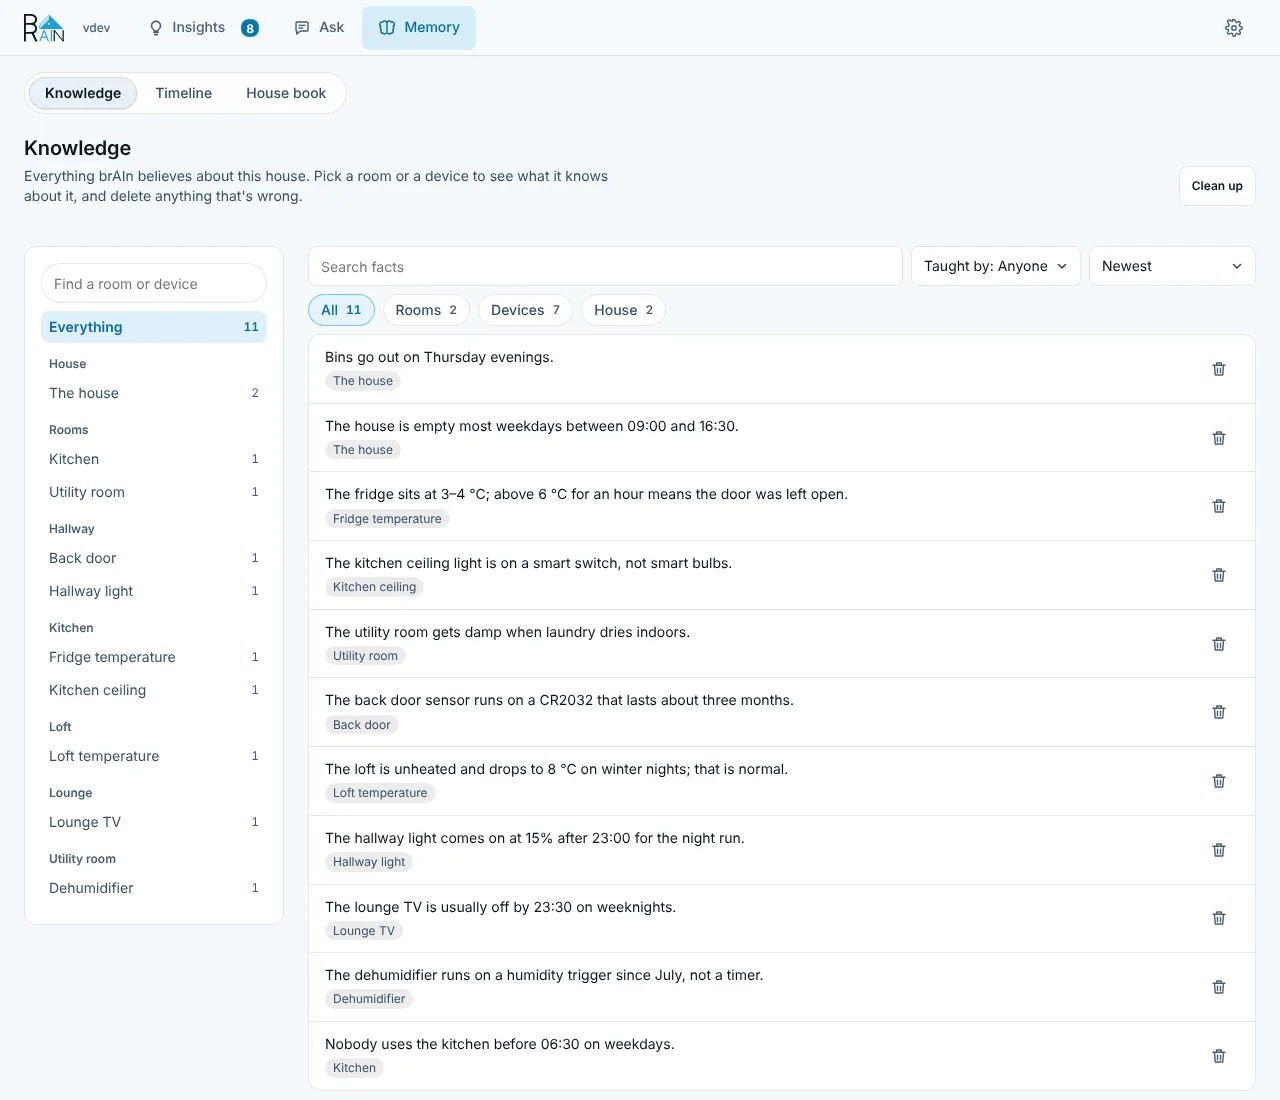 BRAIN
vdev
Insights 8
Ask
Memory
Knowledge
Timeline
House book
Knowledge
Everything brAIn believes about this house. Pick a room or a device to see what it knows
about it, and delete anything that's wrong.
Clean up
Find a room or device
Everything 11
House
The house 2
Rooms
Kitchen 1
Utility room 1
Hallway
Back door 1
Hallway light 1
Kitchen
Fridge temperature 1
Kitchen ceiling 1
Loft
Loft temperature 1
Lounge
Lounge TV 1
Utility room
Dehumidifier 1
Search facts
Taught by: Anyone
Newest
All 11
Rooms 2
Devices 7
House 2
Bins go out on Thursday evenings.
The house
The house is empty most weekdays between 09:00 and 16:30.
The house
The fridge sits at 3–4 °C; above 6 °C for an hour means the door was left open.
Fridge temperature
The kitchen ceiling light is on a smart switch, not smart bulbs.
Kitchen ceiling
The utility room gets damp when laundry dries indoors.
Utility room
The back door sensor runs on a CR2032 that lasts about three months.
Back door
The loft is unheated and drops to 8 °C on winter nights; that is normal.
Loft temperature
The hallway light comes on at 15% after 23:00 for the night run.
Hallway light
The lounge TV is usually off by 23:30 on weeknights.
Lounge TV
The dehumidifier runs on a humidity trigger since July, not a timer.
Dehumidifier
Nobody uses the kitchen before 06:30 on weekdays.
Kitchen